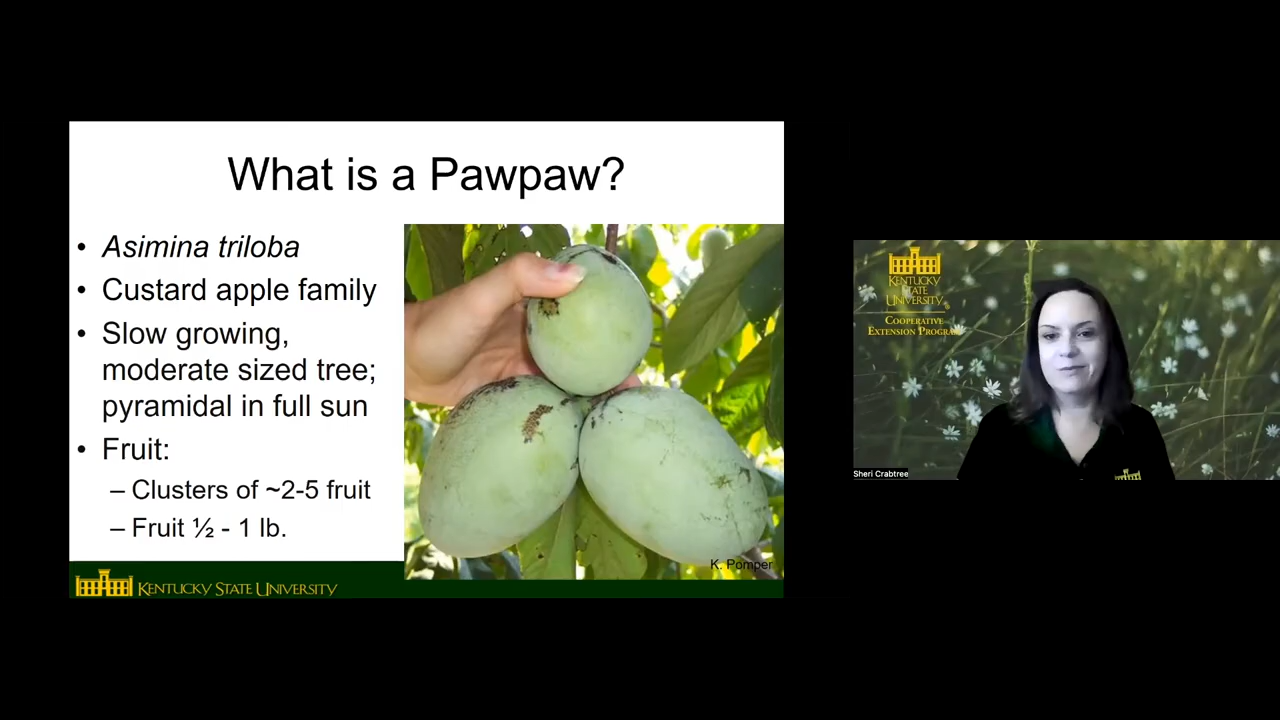 What is a Pawpaw?
• Asimina triloba
• Custard apple family
• Slow growing,
moderate sized tree;
pyramidal in full sun
• Fruit:
– Clusters of ~2-5 fruit
– Fruit ½ - 1 lb.
K. Pomper
KENTUCKY STATE UNIVERSITY
KENTUCKY
STATE
UNIVERSITY
COOPERATIVE
EXTENSION PROGRAM
Sheri Crabtree